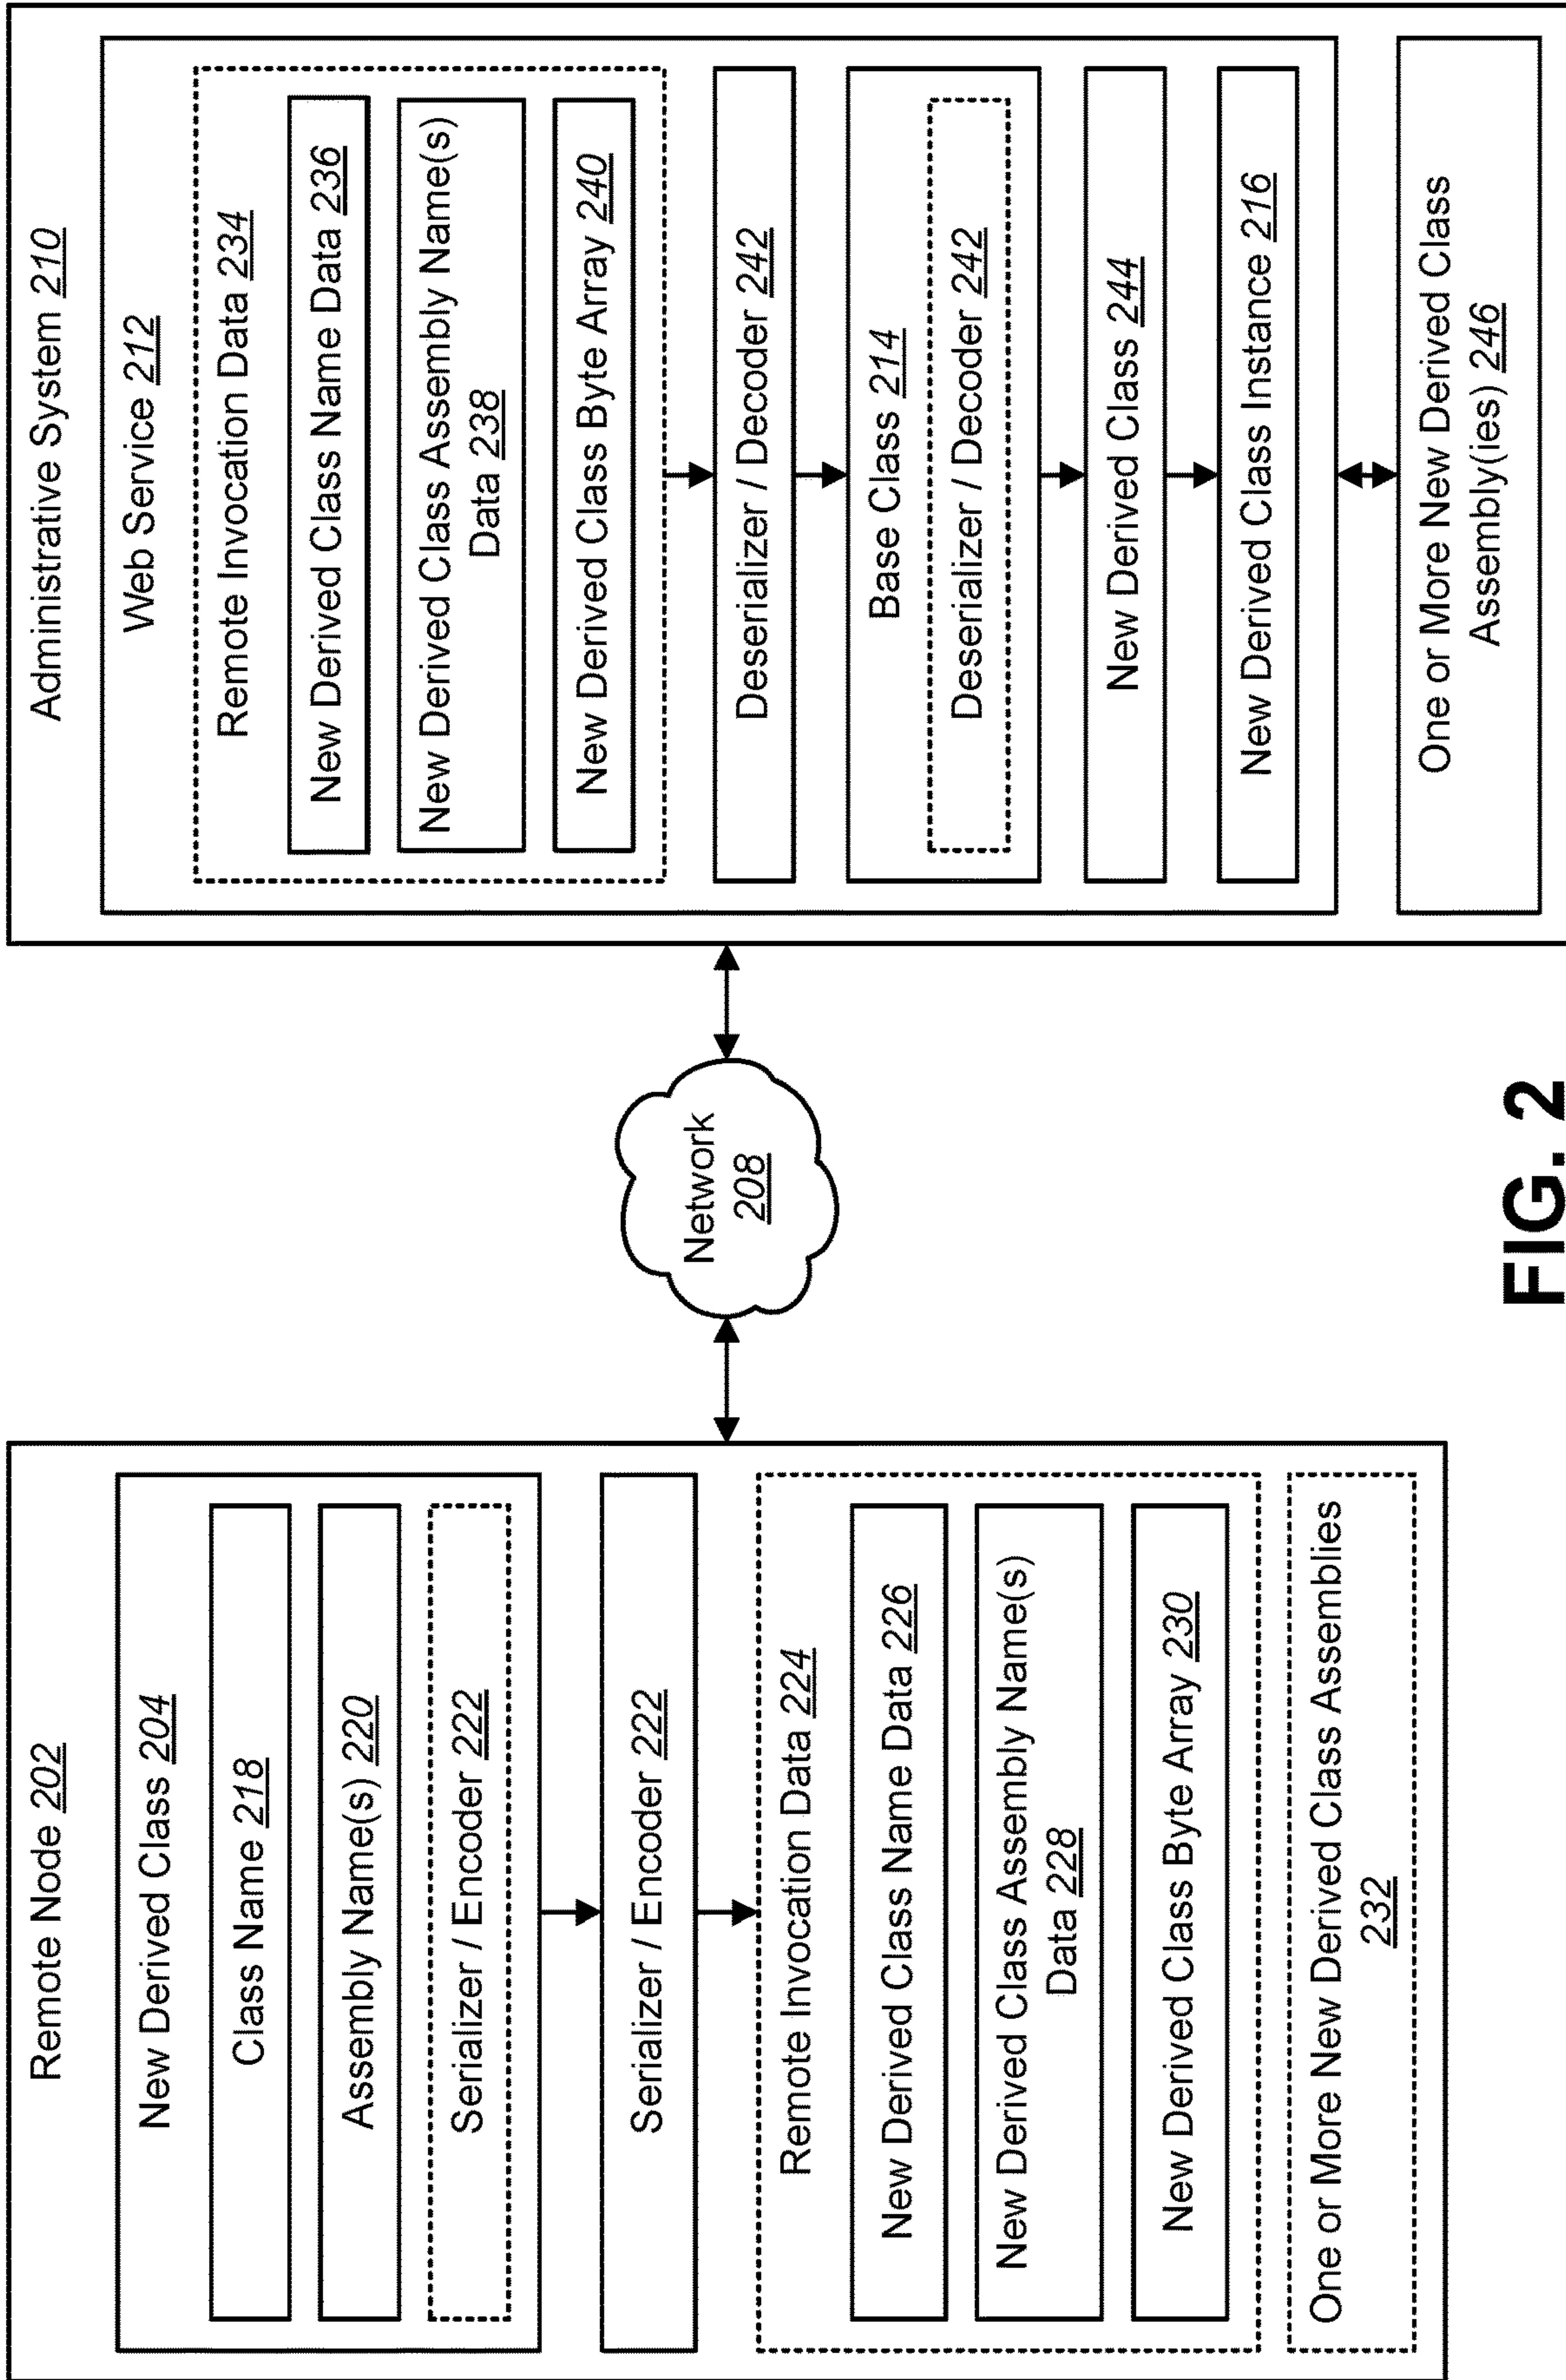 Remote Node 202
New Derived Class 204
Class Name 218
Assembly Name(s) 220
Serializer / Encoder 222
Serializer / Encoder 222
Remote Invocation Data 224
New Derived Class Name Data 226
New Derived Class Assembly Name(s)
Data 228
New Derived Class Byte Array 230
One or More New Derived Class Assemblies
232
Network
208
Administrative System 210
Web Service 212
Remote Invocation Data 234
New Derived Class Name Data 236
New Derived Class Assembly Name(s)
Data 238
New Derived Class Byte Array 240
Deserializer / Decoder 242
Base Class 214
Deserializer / Decoder 242
New Derived Class 244
New Derived Class Instance 216
One or More New Derived Class
Assembly(ies) 246
FIG. 2